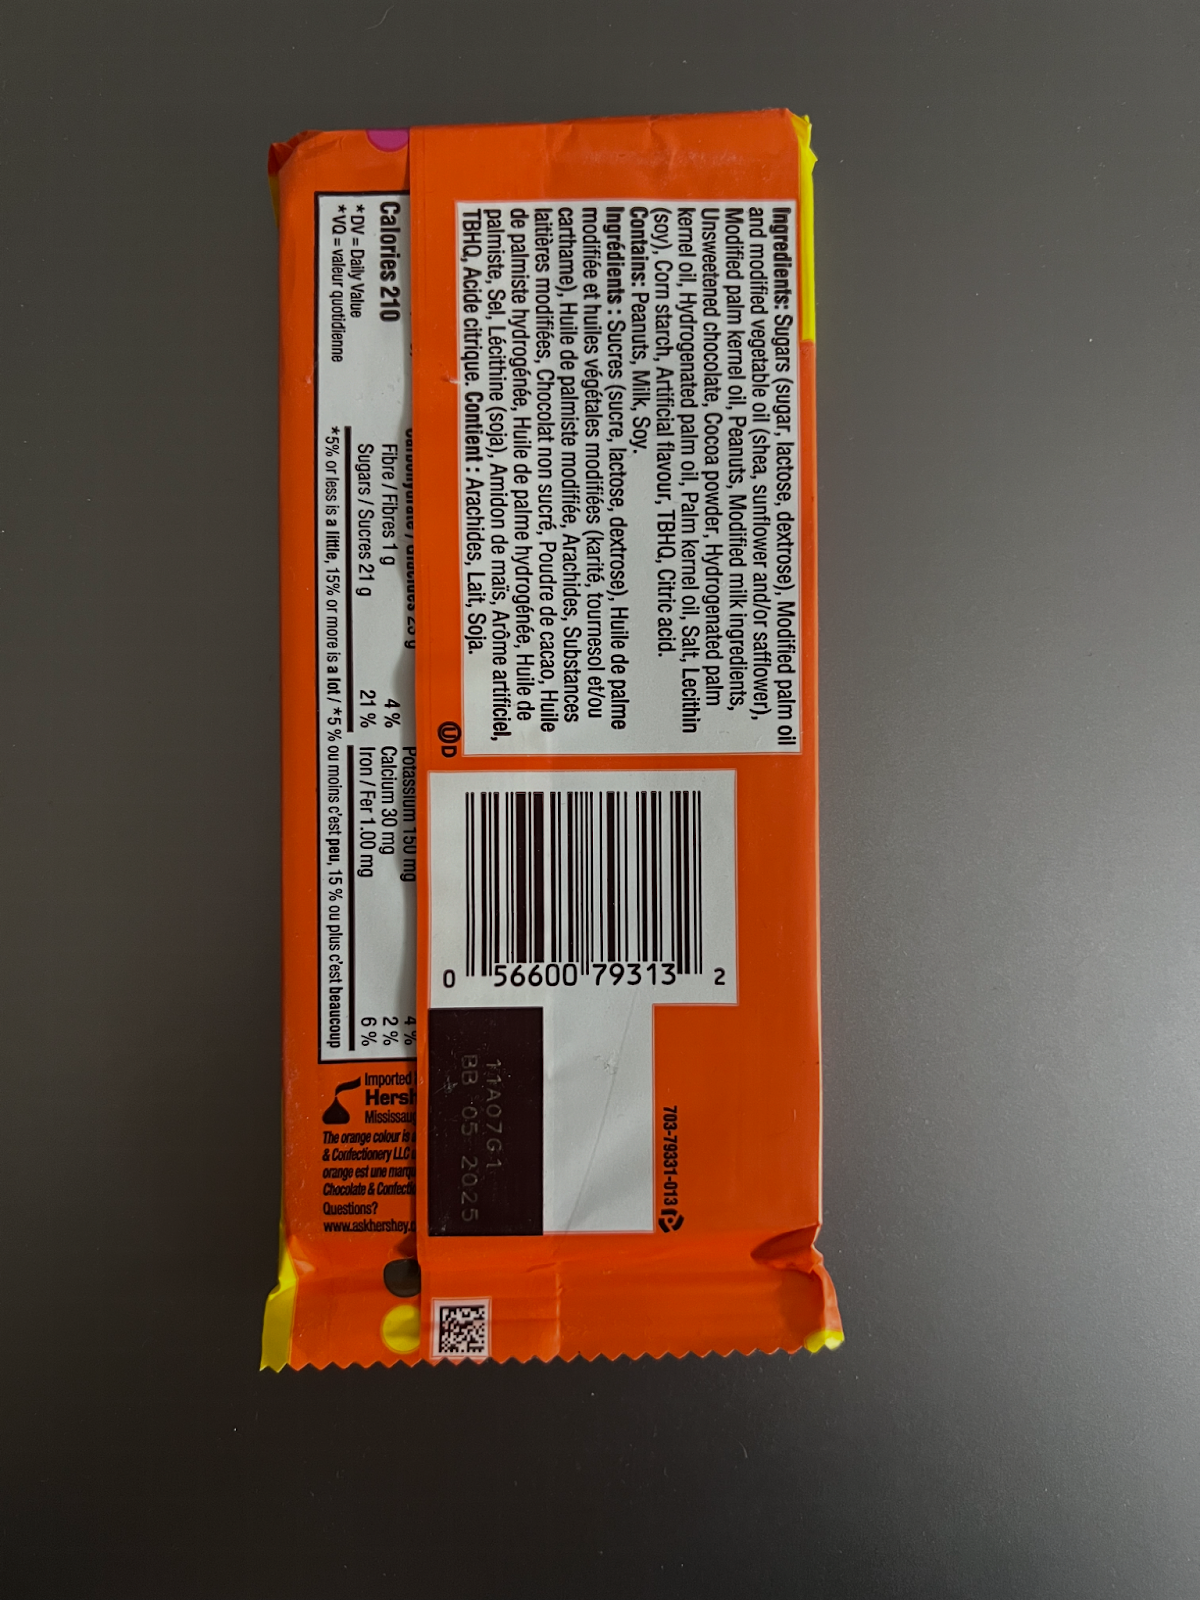 Ingredients: Sugars (sugar, lactose, dextrose), Modified palm oil
and modified vegetable oil (shea, sunflower and/or safflower),
Modified palm kernel oil, Peanuts, Modified milk ingredients,
Unsweetened chocolate, Cocoa powder, Hydrogenated palm
kernel oil, Hydrogenated palm oil, Palm kernel oil, Salt, Lecithin
(soy), Corn starch, Artificial flavour, TBHQ, Citric acid.
Contains: Peanuts, Milk, Soy.
Ingrédients : Sucres (sucre, lactose, dextrose), Huile de palme
modifiée et huiles végétales modifiées (karité, tournesol et/ou
carthame), Huile de palmiste modifiée, Arachides, Substances
laitières modifiées, Chocolat non sucré, Poudre de cacao, Huile
de palmiste hydrogénée, Huile de palme hydrogénée, Huile de
palmiste, Sel, Lécithine (soja), Amidon de maïs, Arôme artificiel,
TBHQ, Acide citrique. Contient : Arachides, Lait, Soja.
U D
0 56600 79313 2
703-79331-013
11A07G1
BB 05 2025
Carbohydrate / Glucides 25 g
Potassium 150 mg 4 %
Calories 210
Fibre / Fibres 1 g 4 %
Calcium 30 mg 2 %
*DV = Daily Value
Sugars / Sucres 21 g 21 %
Iron / Fer 1.00 mg 6 %
*VQ = valeur quotidienne
*5% or less is a little, 15% or more is a lot / *5 % ou moins c'est peu, 15 % ou plus c'est beaucoup
Imported
Hersh
Mississau
The orange colour is
& Confectionery LLC
orange est une marqu
Chocolate & Confecti
Questions?
www.askhershey.c